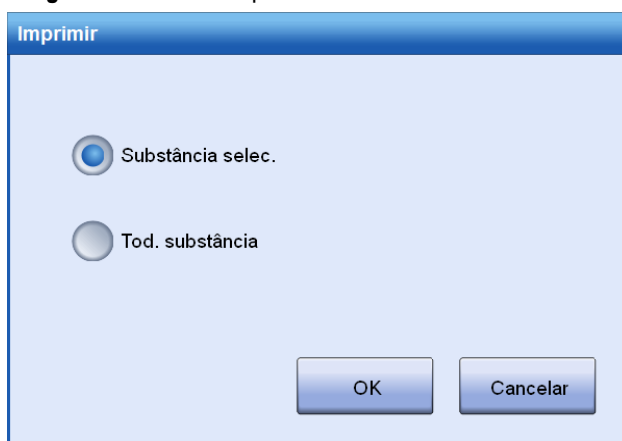 Imprimir
Substância selec.
Tod. substância
OK
Cancelar